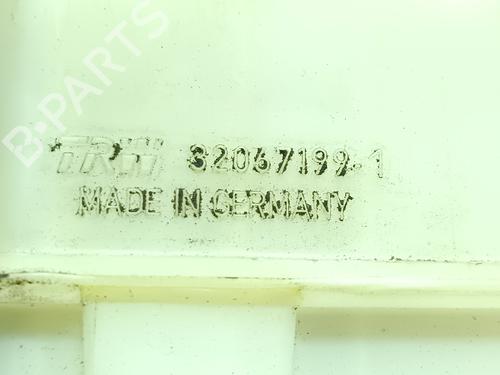 B-PARTS
TRW 32067199-1
MADE IN GERMANY